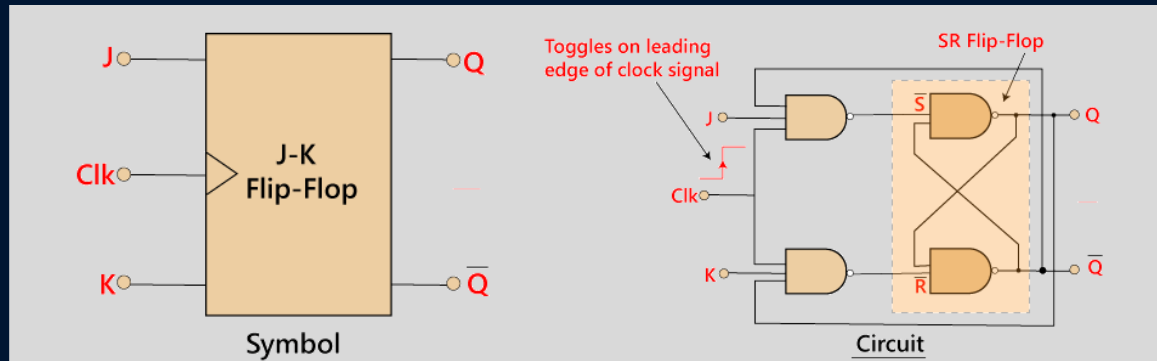 J
Clk
K
J-K
Flip-Flop
Q
Q̅
Symbol
Toggles on leading
edge of clock signal
SR Flip-Flop
J
Clk
K
S̅
R̅
Q
Q̅
Circuit